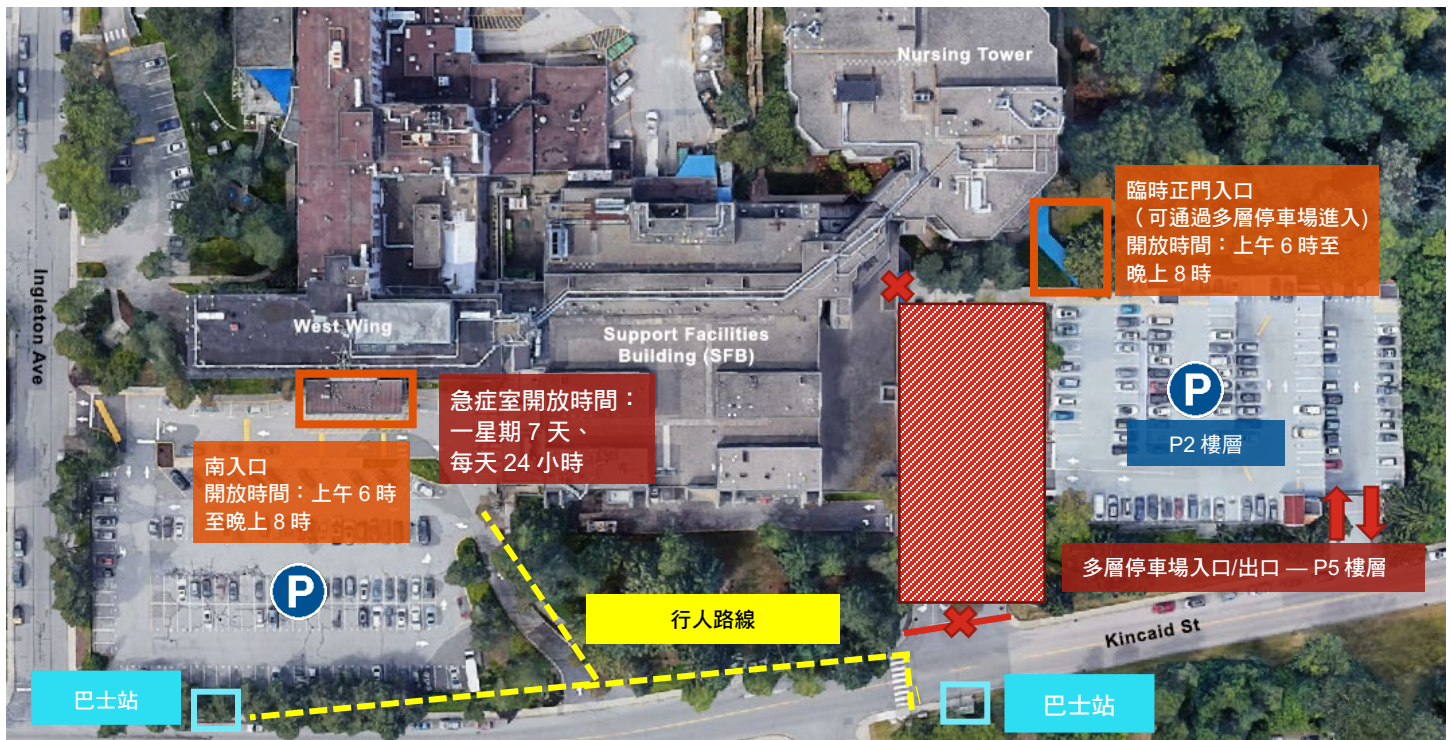 Nursing Tower
臨時正門入口
（可通過多層停車場進入)
開放時間：上午 6 時至
晚上 8 時
Ingleton Ave
West Wing
Support Facilities
Building (SFB)
急症室開放時間：
一星期 7 天、
每天 24 小時
P
P2 樓層
南入口
開放時間：上午 6 時
至晚上 8 時
P
多層停車場入口/出口 — P5 樓層
行人路線
Kincaid St
巴士站
巴士站